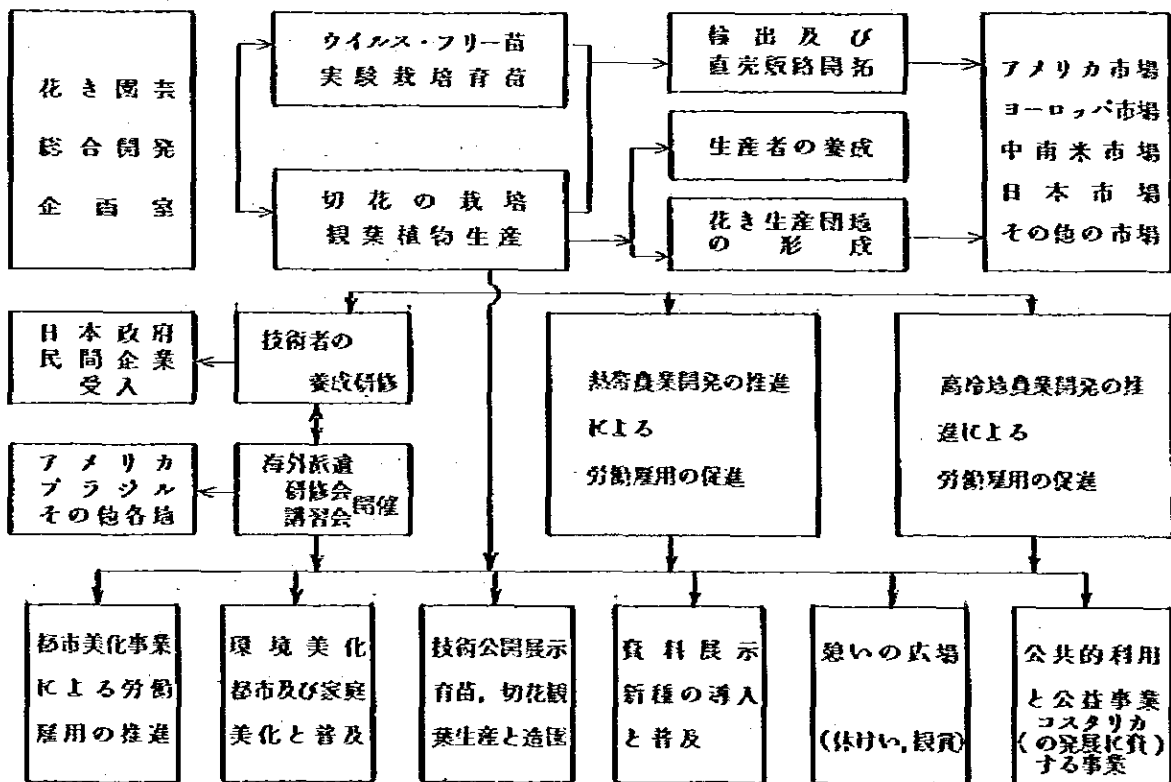 花き園芸
総合開発
企画室
ウイルス・フリー苗
実験栽培育苗
切花の栽培
観葉植物生産
輸出及び
直売販路開拓
生産者の養成
花き生産団地
の形成
アメリカ市場
ヨーロッパ市場
中南米市場
日本市場
その他の市場
日本政府
民間企業
受入
技術者の
養成研修
アメリカ
ブラジル
その他各地
海外派遣
研修会
講習会
開催
熱帯農業開発の推進
による
労働雇用の促進
高冷地農業開発の推
進による
労働雇用の促進
都市美化事業
による労働
雇用の推進
環境美化
都市及び家庭
美化と普及
技術公開展示
育苗,切花観
葉生産と造園
資料展示
新種の導入
と普及
憩いの広場
(休けい,観賞)
公共的利用
と公益事業
(コスタリカ
の発展に資
する事業)